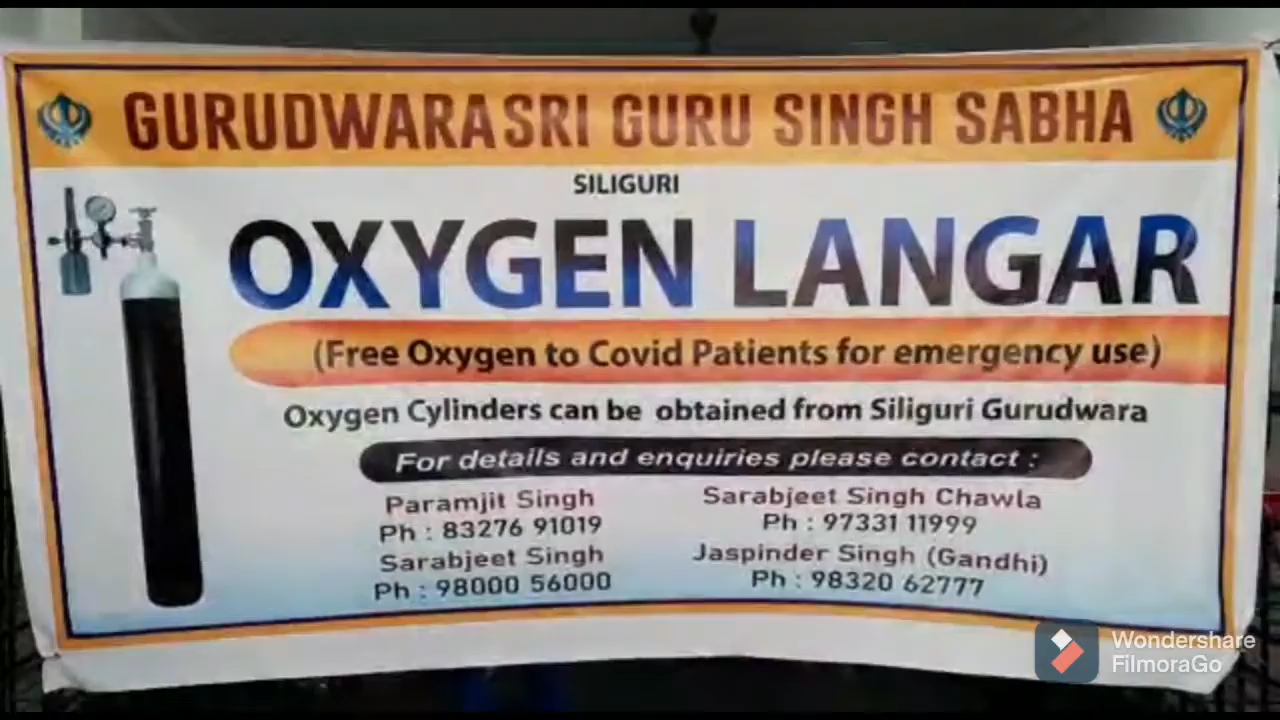 GURUDWARA SRI GURU SINGH SABHA
SILIGURI
OXYGEN LANGAR
(Free Oxygen to Covid Patients for emergency use)
Oxygen Cylinders can be obtained from Siliguri Gurudwara
For details and enquiries please contact :
Paramjit Singh
Ph : 83276 91019
Sarabjeet Singh
Ph : 98000 56000
Sarabjeet Singh Chawla
Ph : 97331 11999
Jaspinder Singh (Gandhi)
Ph : 98320 62777
Wondershare
FilmoraGo